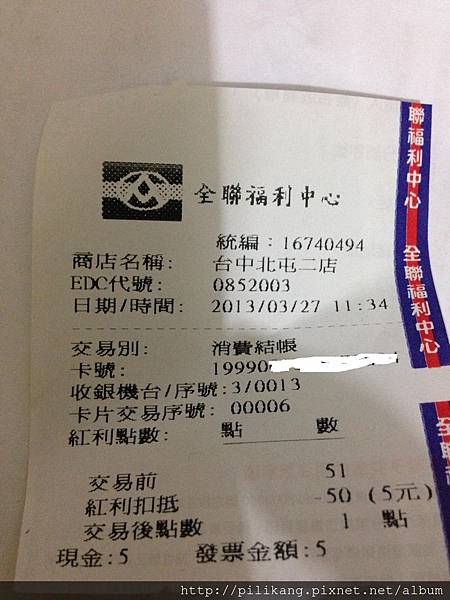 全聯福利中心
統編：16740494
商店名稱： 台中北屯二店
EDC代號： 0852003
日期/時間： 2013/03/27 11:34
交易別： 消費結帳
卡號： 19990
收銀機台/序號：3/0013
卡片交易序號： 00006
紅利點數： 點 數
交易前 51
紅利扣抵 -50 (5元)
交易後點數 1 點
現金：5 發票金額：5
聯福利中心
全聯福利中心
全聯
http://pilikang.pixnet.net/album